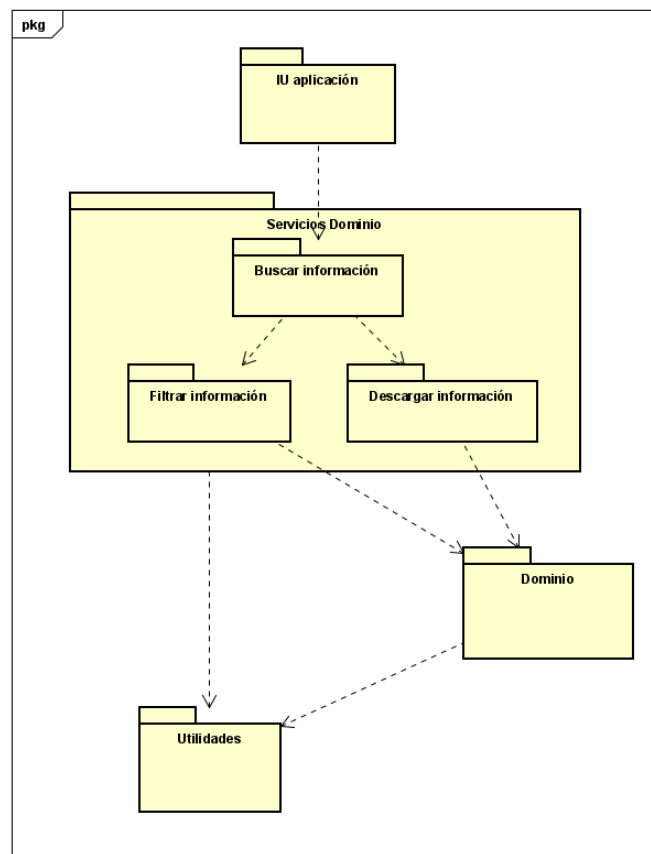 pkg
IU aplicación
Servicios Dominio
Buscar información
Filtrar información
Descargar información
Dominio
Utilidades